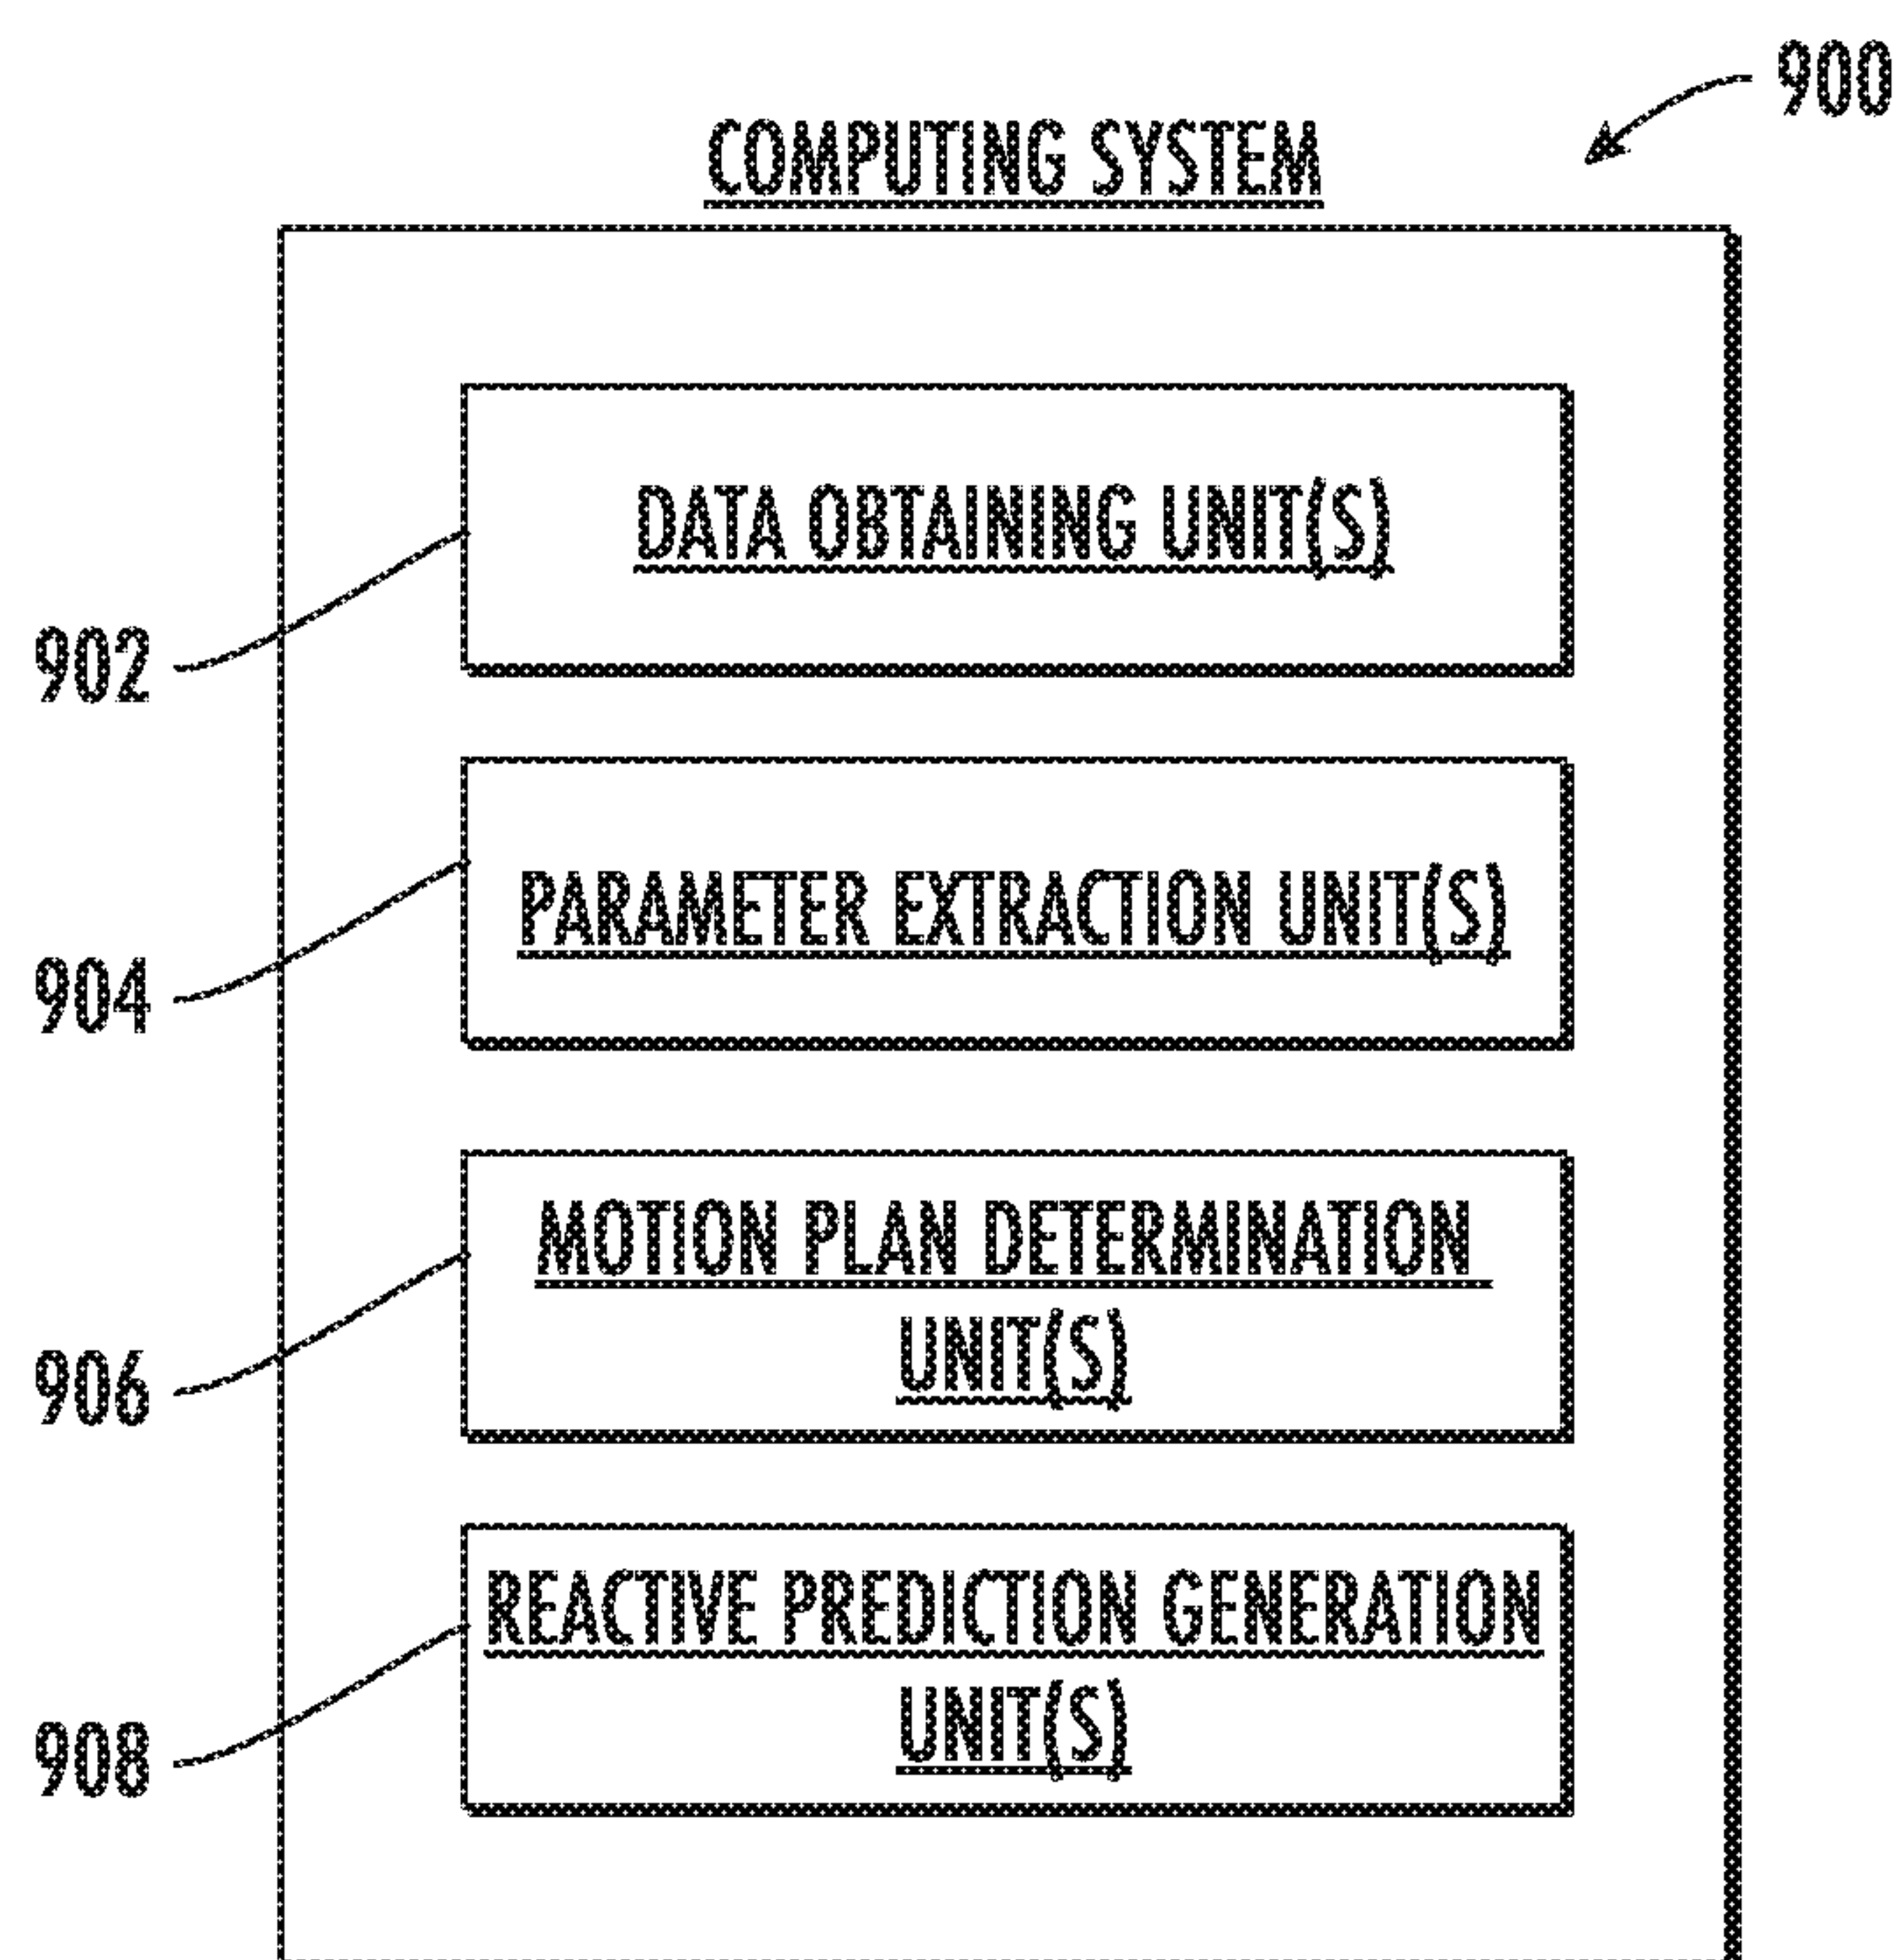 900
COMPUTING SYSTEM
DATA OBTAINING UNIT(S)
902
PARAMETER EXTRACTION UNIT(S)
904
MOTION PLAN DETERMINATION
UNIT(S)
906
REACTIVE PREDICTION GENERATION
UNIT(S)
908